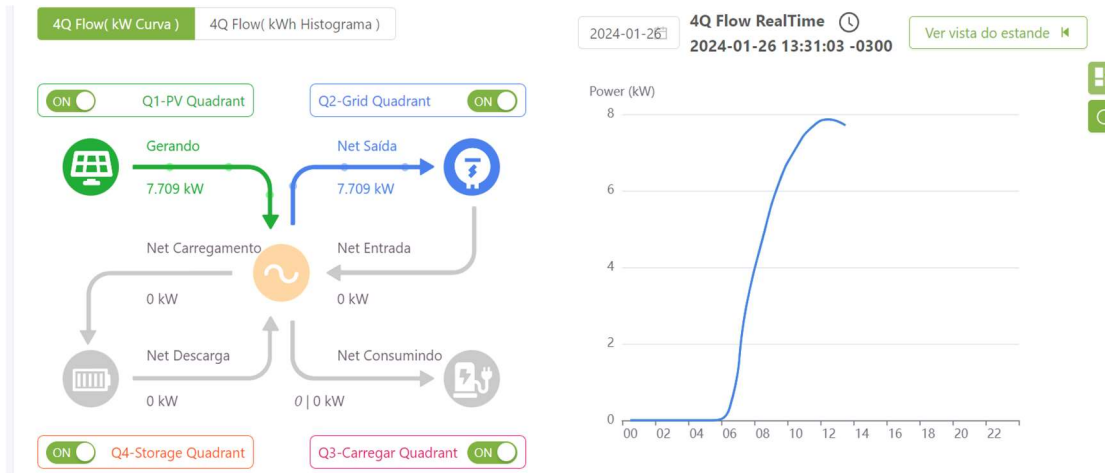 4Q Flow( kW Curva )
4Q Flow( kWh Histograma )
ON
Q1-PV Quadrant
Q2-Grid Quadrant
ON
Gerando
7.709 kW
Net Saída
7.709 kW
Net Carregamento
0 kW
Net Entrada
0 kW
Net Descarga
0 kW
Net Consumindo
0 | 0 kW
ON
Q4-Storage Quadrant
Q3-Carregar Quadrant
ON
2024-01-26
4Q Flow RealTime
2024-01-26 13:31:03 -0300
Ver vista do estande
Power (kW)
8
6
4
2
0
00 02 04 06 08 10 12 14 16 18 20 22